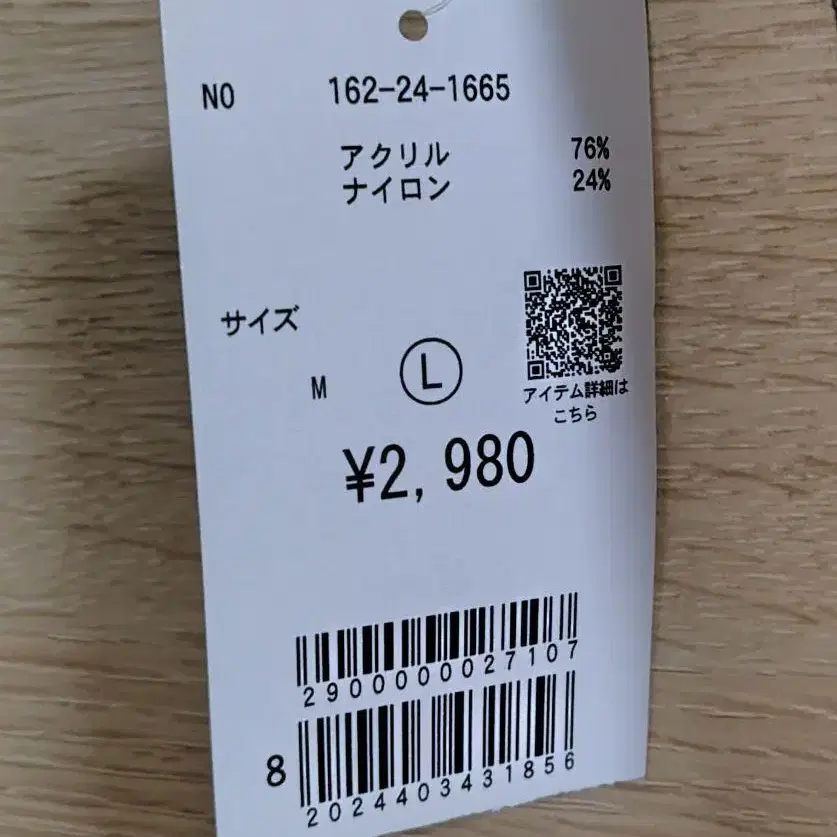 NO 162-24-1665
アクリル 76%
ナイロン 24%
サイズ
M L
アイテム詳細は
こちら
¥2,980
2900000027107
8
2024403431856